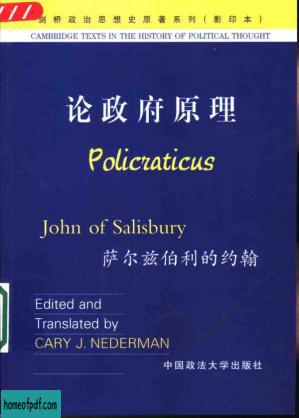 剑桥政治思想史原著系列(影印本)
CAMBRIDGE TEXTS IN THE HISTORY OF POLITICAL THOUGHT
论政府原理
Policraticus
John of Salisbury
萨尔兹伯利的约翰
Edited and
Translated by
CARY J. NEDERMAN
中国政法大学出版社
homeofpdf.com